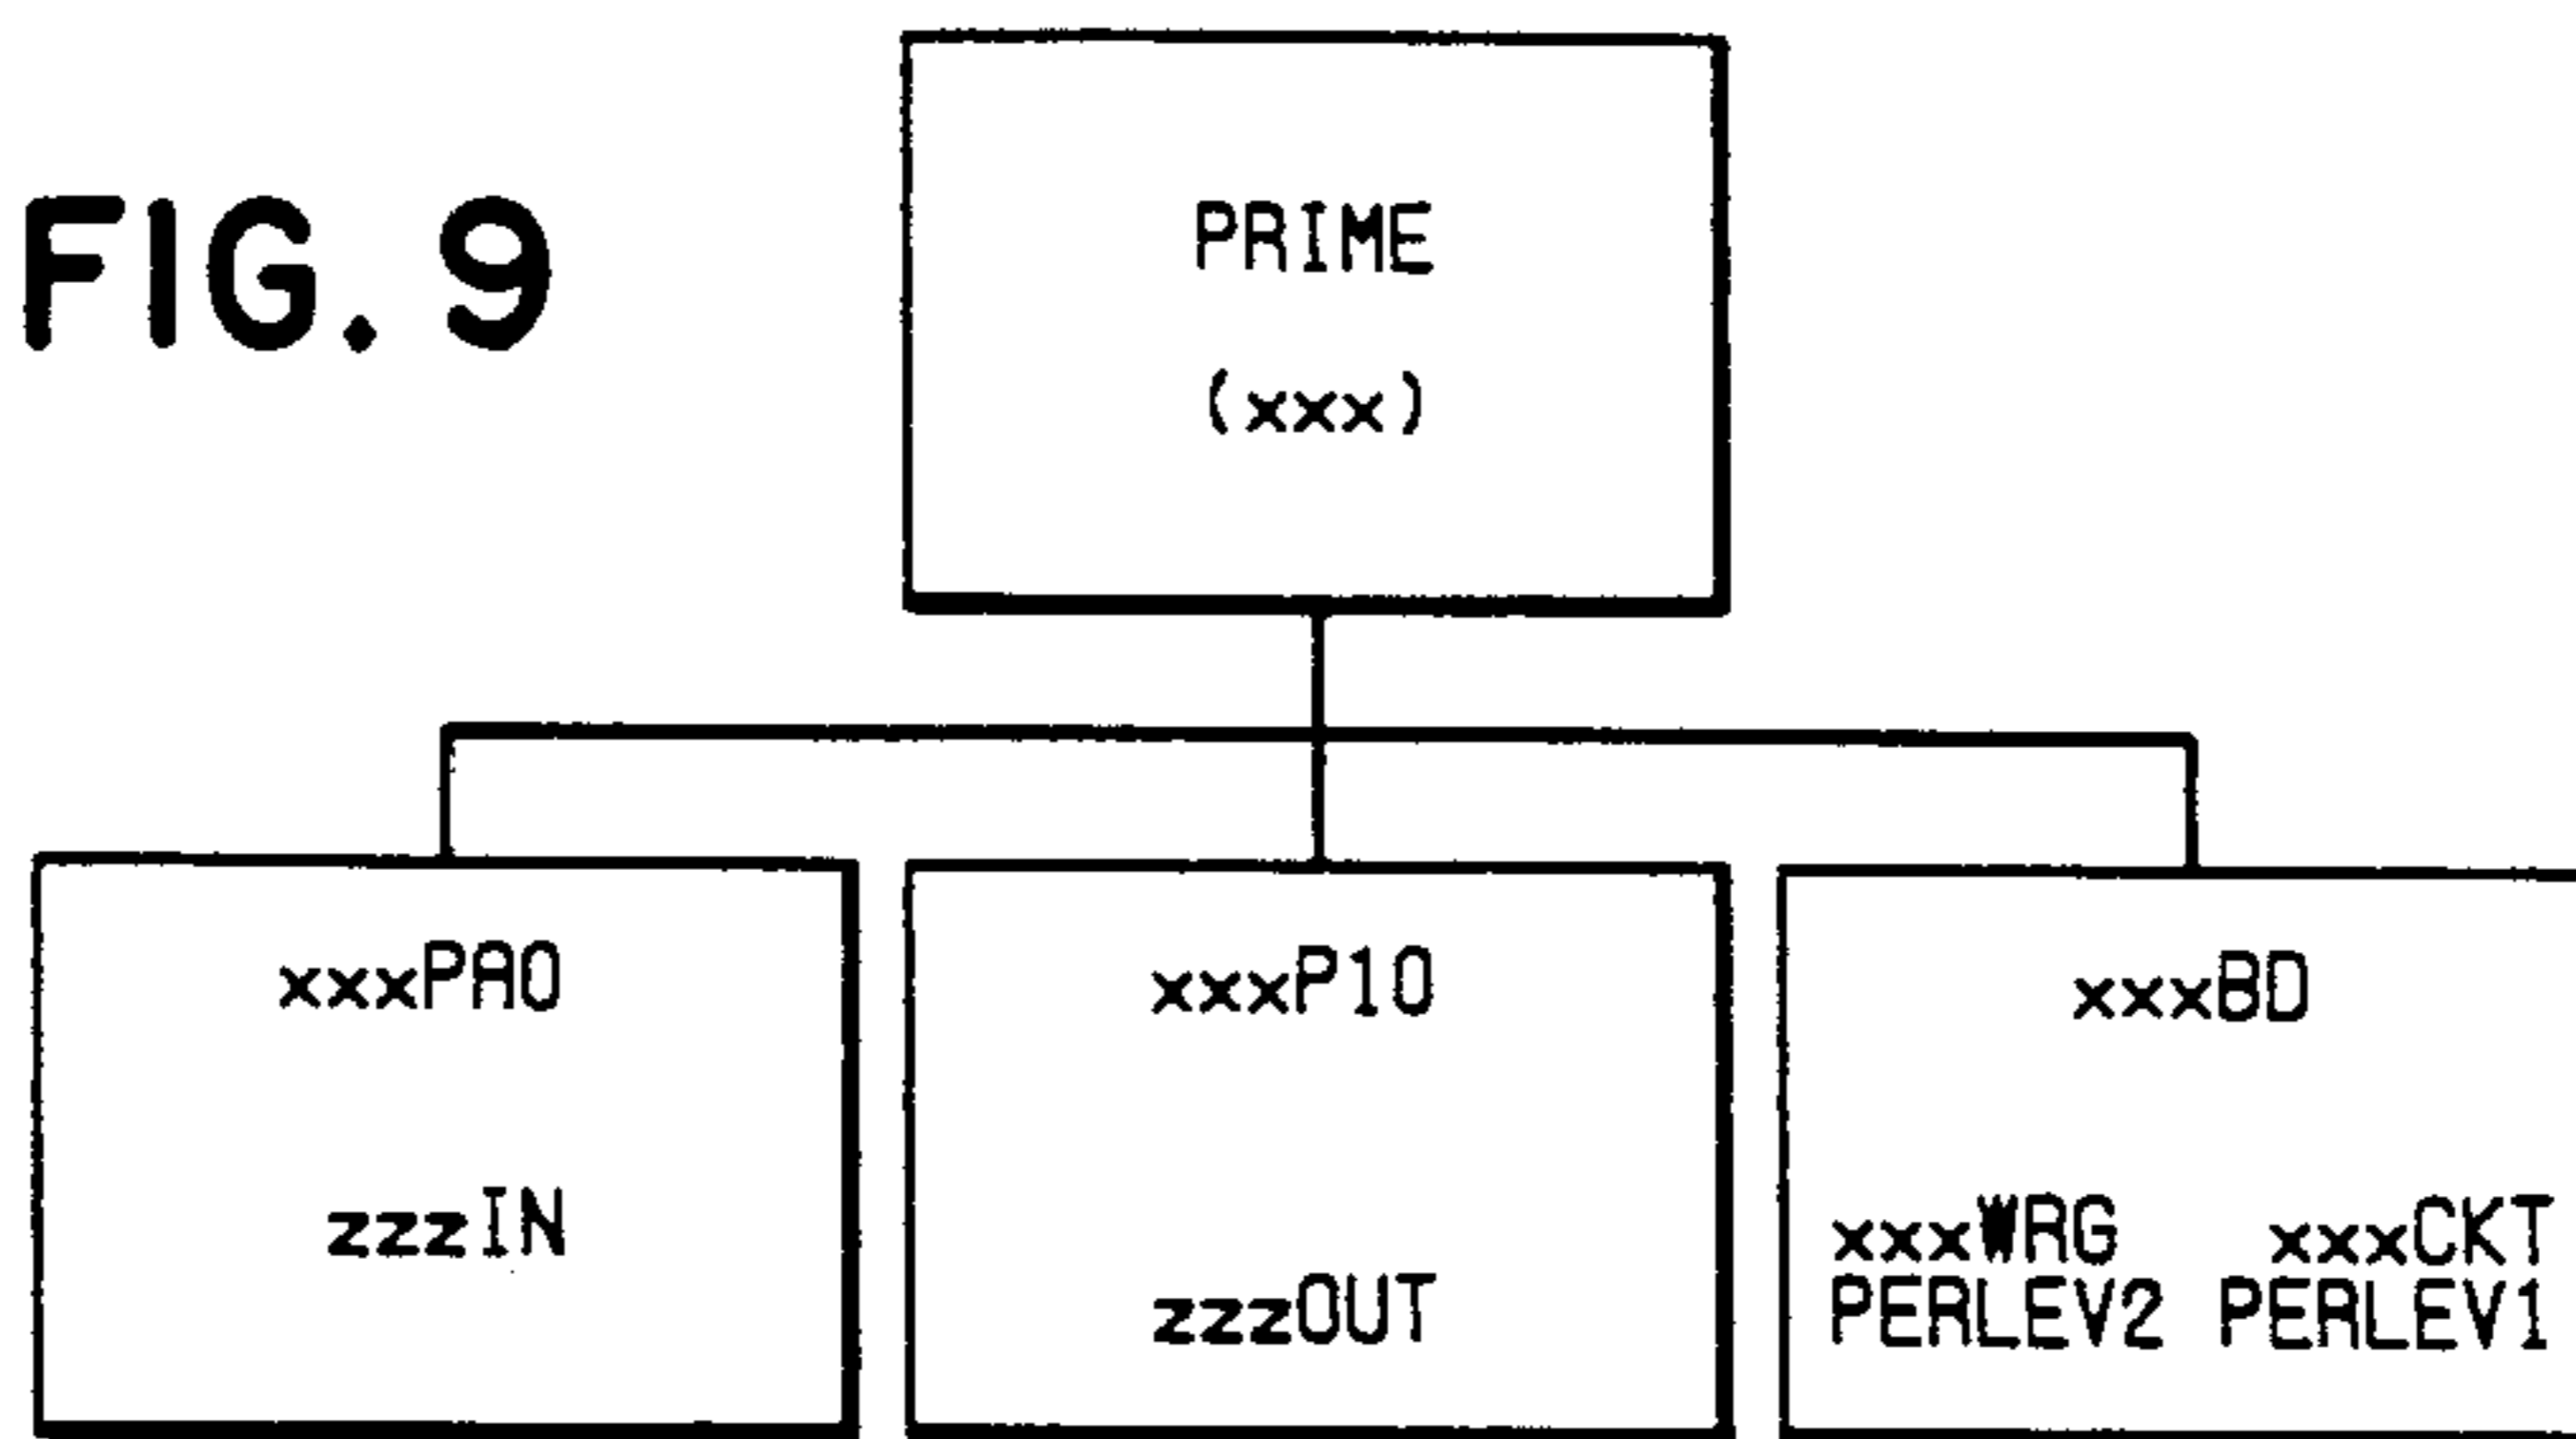 FIG. 9
PRIME
(xxx)
xxxPA0
zzzIN
xxxP10
zzzOUT
xxxBD
xxxWRG xxxCKT
PERLEV2 PERLEV1